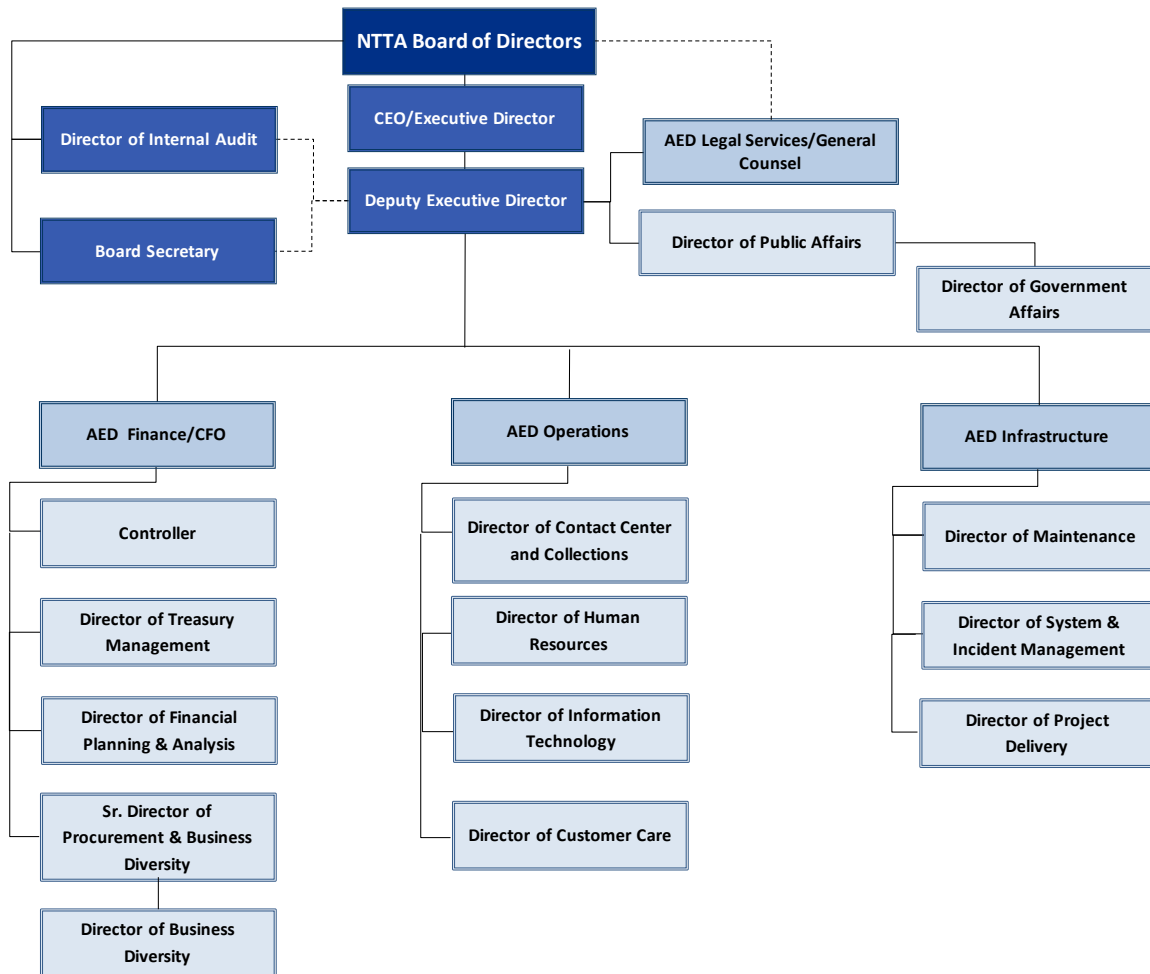 NTTA Board of Directors
CEO/Executive Director
Director of Internal Audit
AED Legal Services/General
Counsel
Deputy Executive Director
Board Secretary
Director of Public Affairs
Director of Government
Affairs
AED Finance/CFO
AED Operations
AED Infrastructure
Controller
Director of Treasury
Management
Director of Financial
Planning & Analysis
Sr. Director of
Procurement & Business
Diversity
Director of Business
Diversity
Director of Contact Center
and Collections
Director of Human
Resources
Director of Information
Technology
Director of Customer Care
Director of Maintenance
Director of System &
Incident Management
Director of Project
Delivery